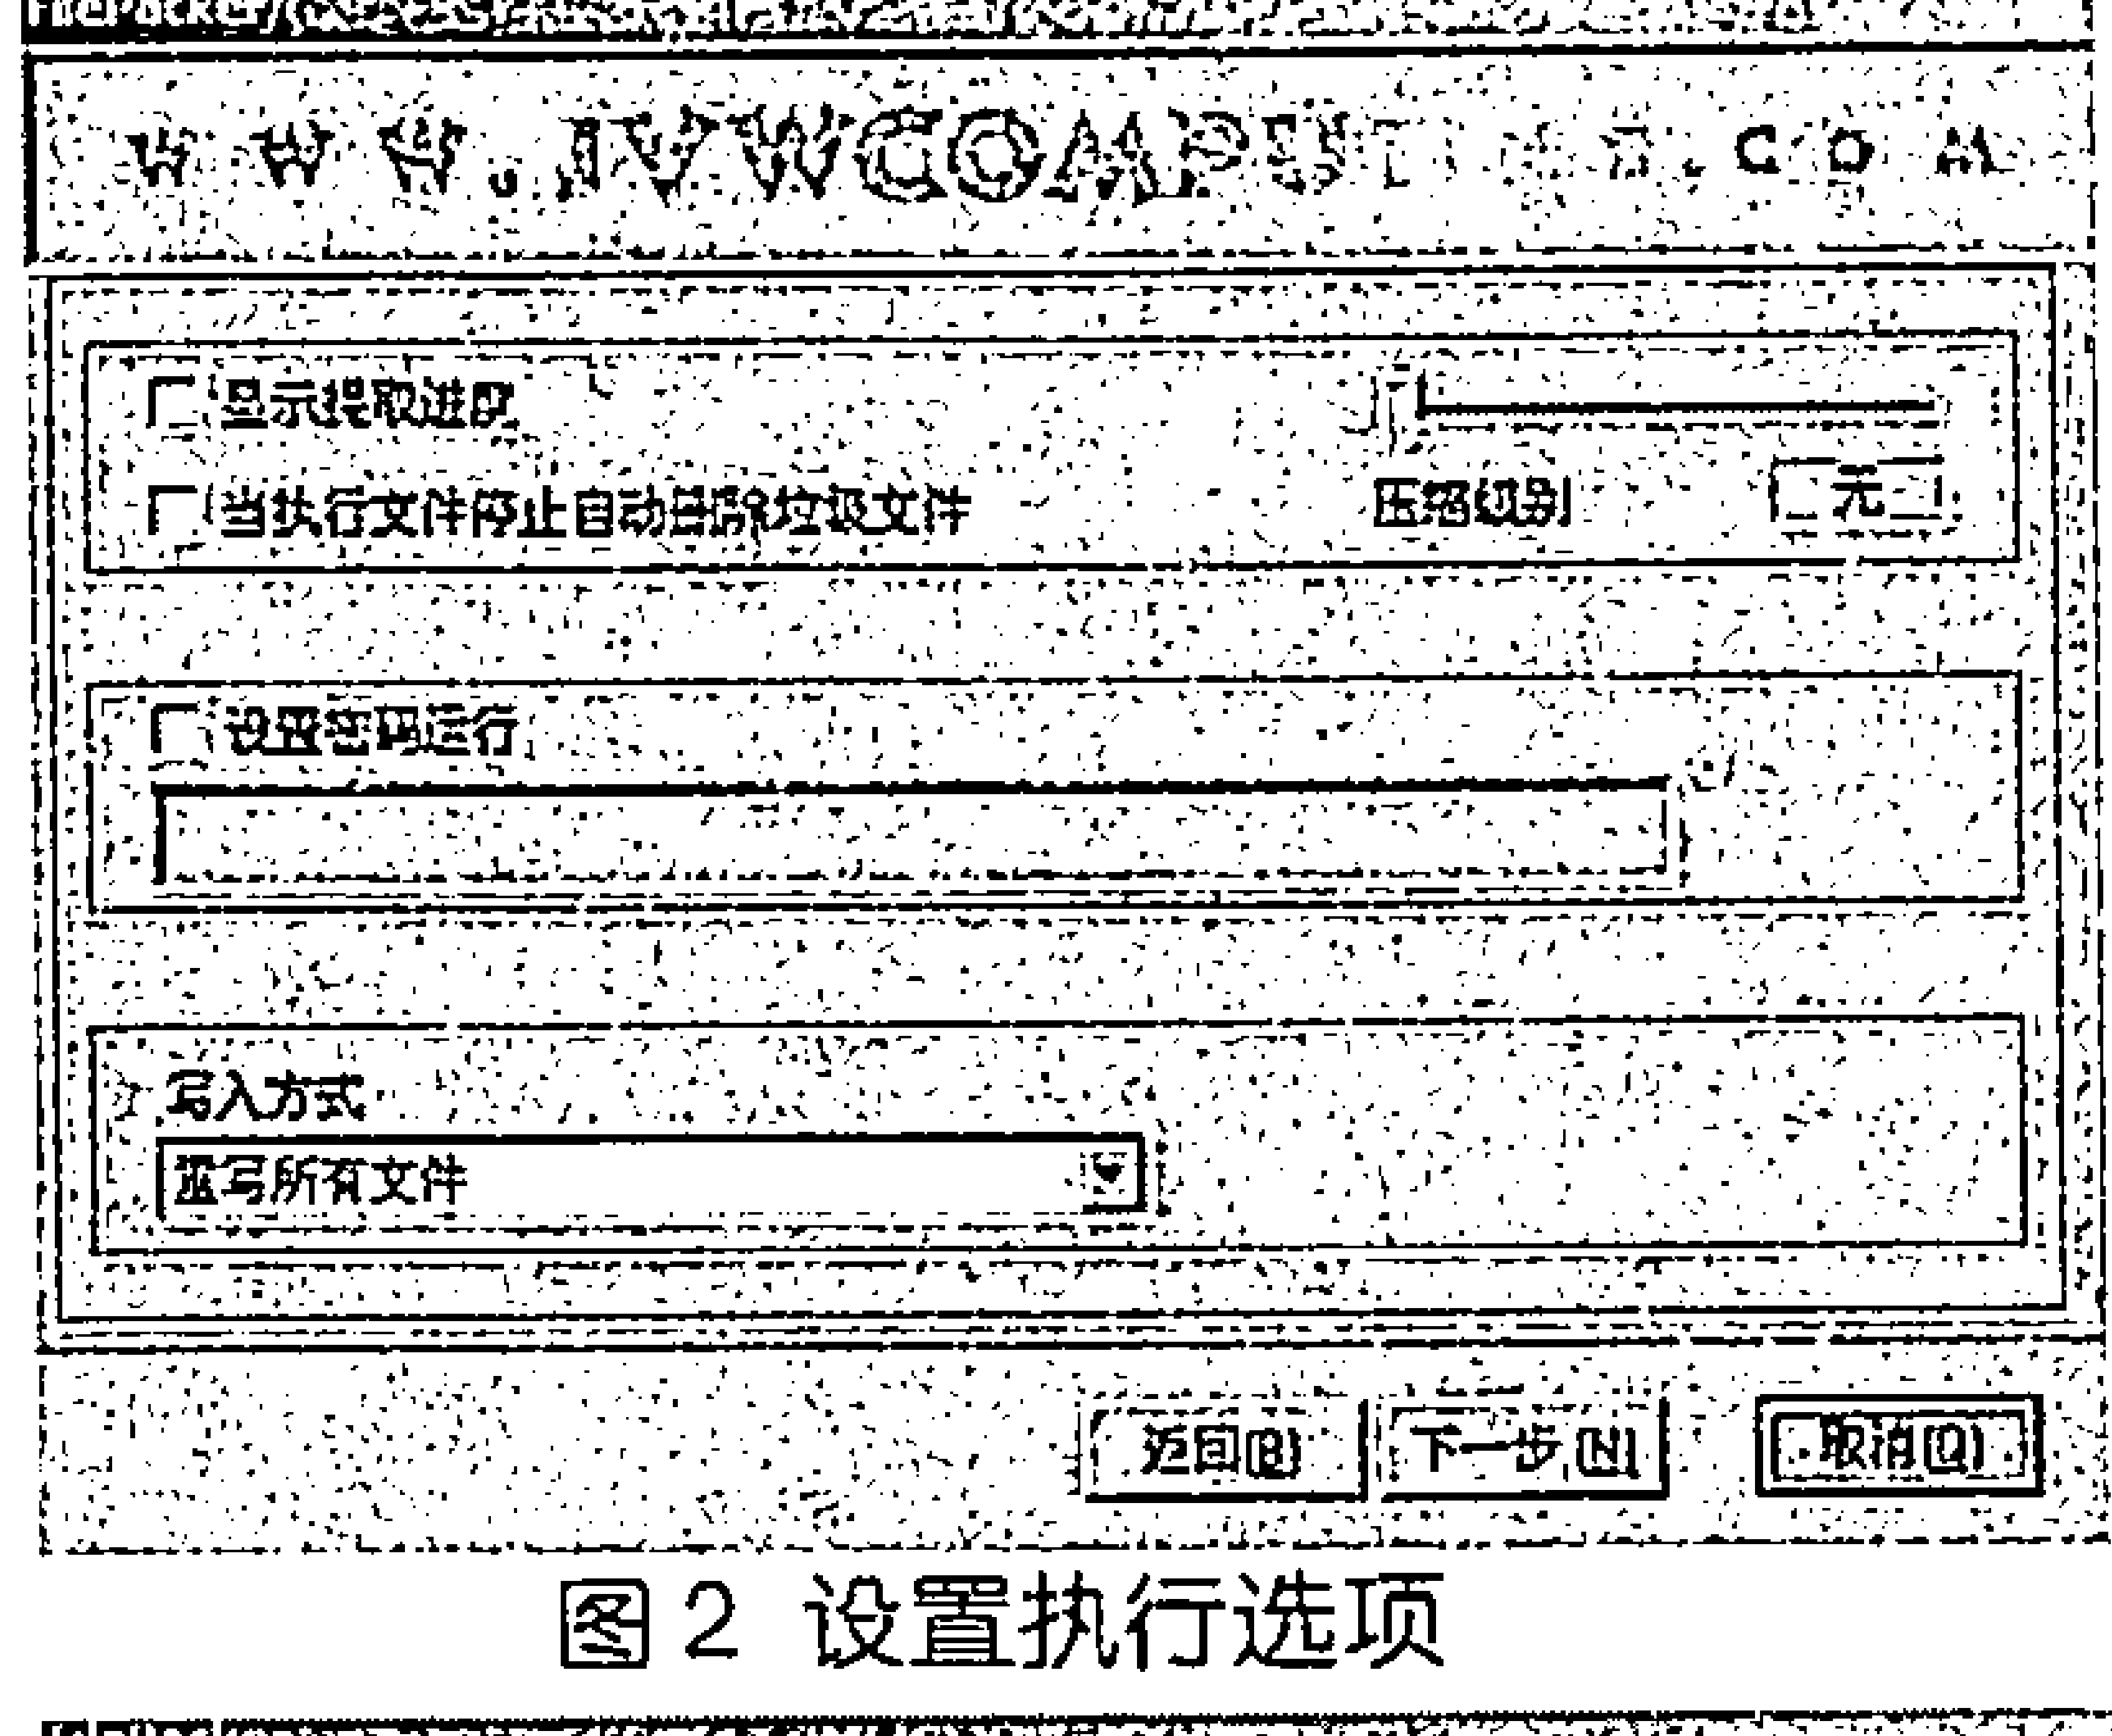 显示提取进度
当执行文件停止自动删除垃圾文件
压缩级别 无
设置密码运行
写入方式
覆写所有文件
返回(B) 下一步(N) 取消(Q)
图2 设置执行选项